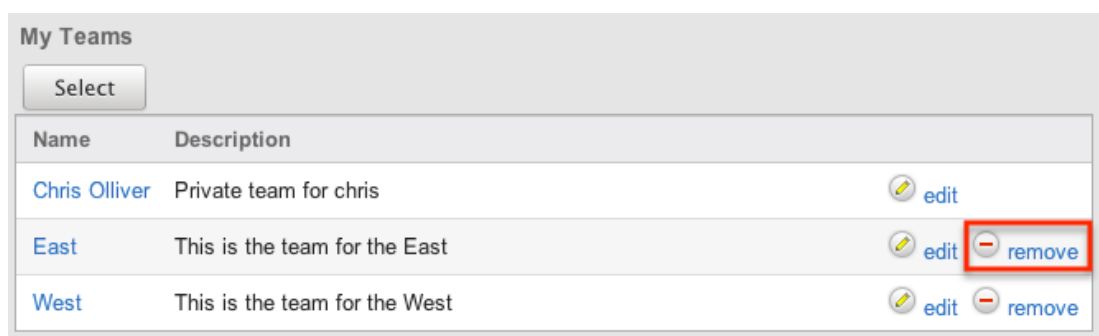 My Teams
Select
Name Description
Chris Olliver Private team for chris edit
East This is the team for the East edit remove
West This is the team for the West edit remove